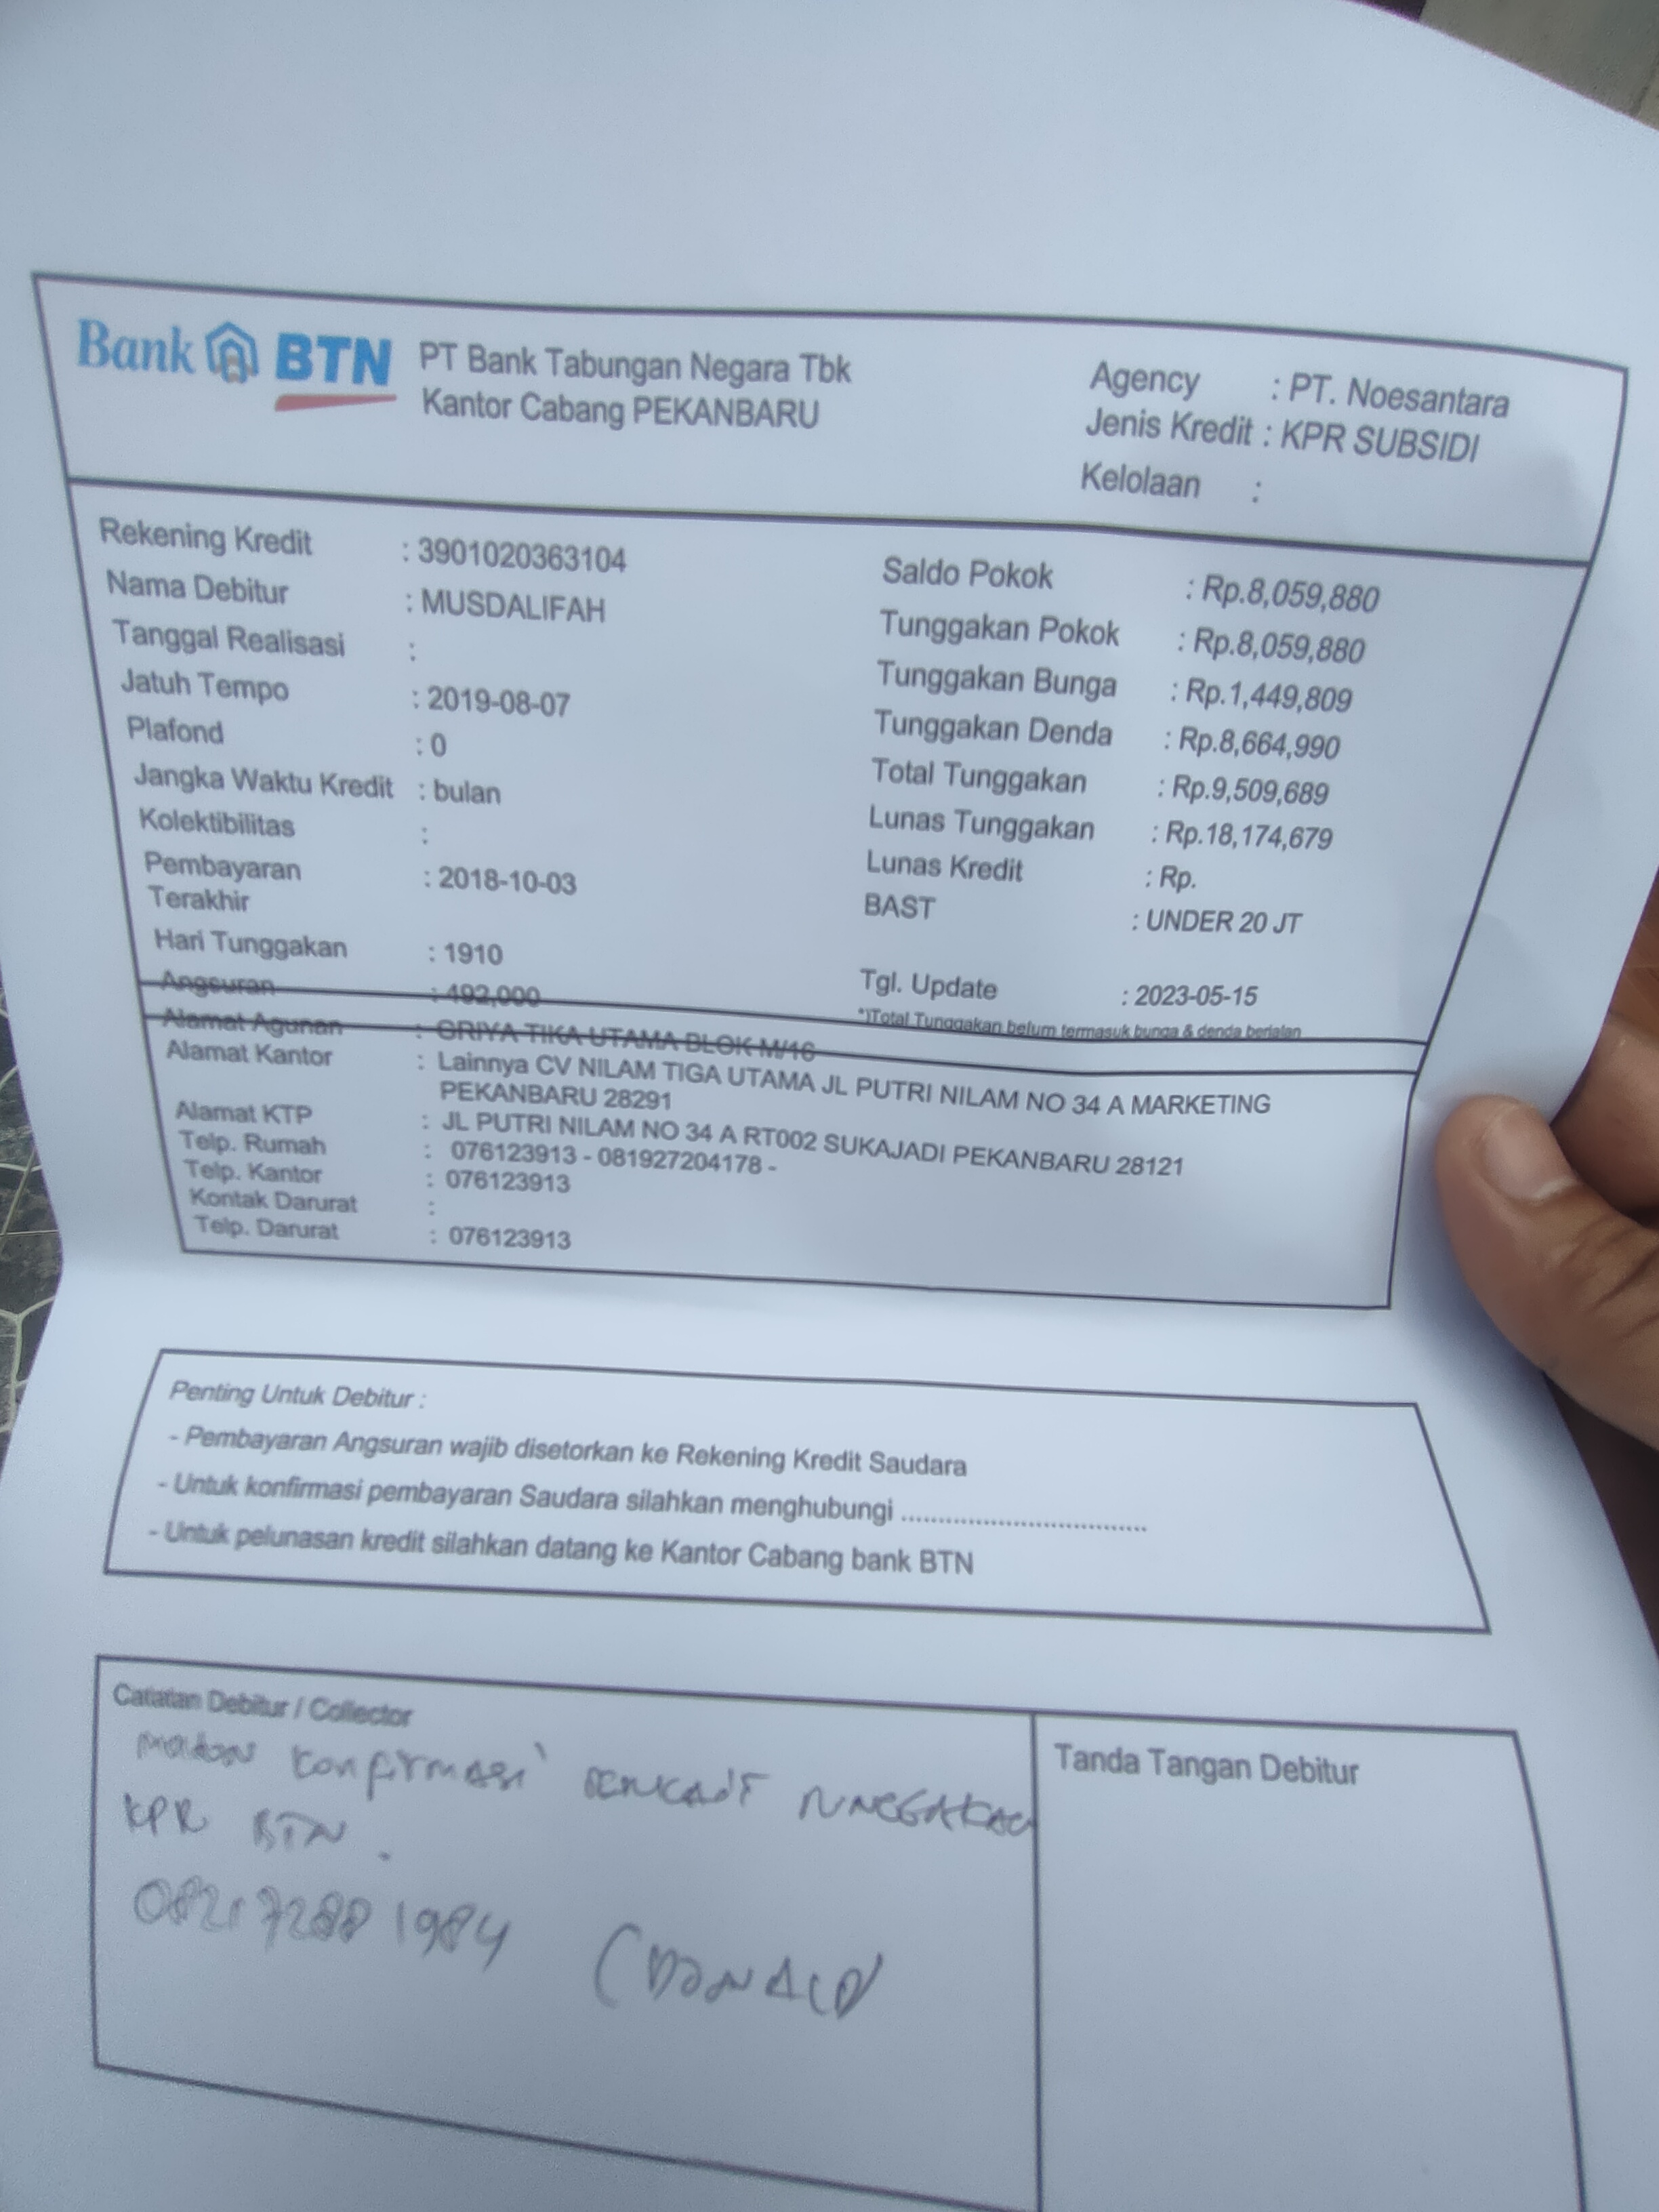 Bank BTN PT Bank Tabungan Negara Tbk
Kantor Cabang PEKANBARU
Agency : PT. Noesantara
Jenis Kredit : KPR SUBSIDI
Kelolaan :
Rekening Kredit : 3901020363104
Nama Debitur : MUSDALIFAH
Tanggal Realisasi :
Jatuh Tempo : 2019-08-07
Plafond : 0
Jangka Waktu Kredit : bulan
Kolektibilitas :
Pembayaran Terakhir : 2018-10-03
Hari Tunggakan : 1910
Angsuran : 492,000
Saldo Pokok : Rp.8,059,880
Tunggakan Pokok : Rp.8,059,880
Tunggakan Bunga : Rp.1,449,809
Tunggakan Denda : Rp.8,664,990
Total Tunggakan : Rp.9,509,689
Lunas Tunggakan : Rp.18,174,679
Lunas Kredit : Rp.
BAST : UNDER 20 JT
Tgl. Update : 2023-05-15
*)Total Tunggakan belum termasuk bunga & denda berjalan
Alamat Agunan : GRIYA TIKA UTAMA BLOK M/16
Alamat Kantor : Lainnya CV NILAM TIGA UTAMA JL PUTRI NILAM NO 34 A MARKETING
PEKANBARU 28291
Alamat KTP : JL PUTRI NILAM NO 34 A RT002 SUKAJADI PEKANBARU 28121
Telp. Rumah : 076123913 - 081927204178 -
Telp. Kantor : 076123913
Kontak Darurat :
Telp. Darurat : 076123913
Penting Untuk Debitur :
- Pembayaran Angsuran wajib disetorkan ke Rekening Kredit Saudara
- Untuk konfirmasi pembayaran Saudara silahkan menghubungi ................................
- Untuk pelunasan kredit silahkan datang ke Kantor Cabang bank BTN
Catatan Debitur / Collector
konfirmasi
KPR BTN.
(DONALD
Tanda Tangan Debitur